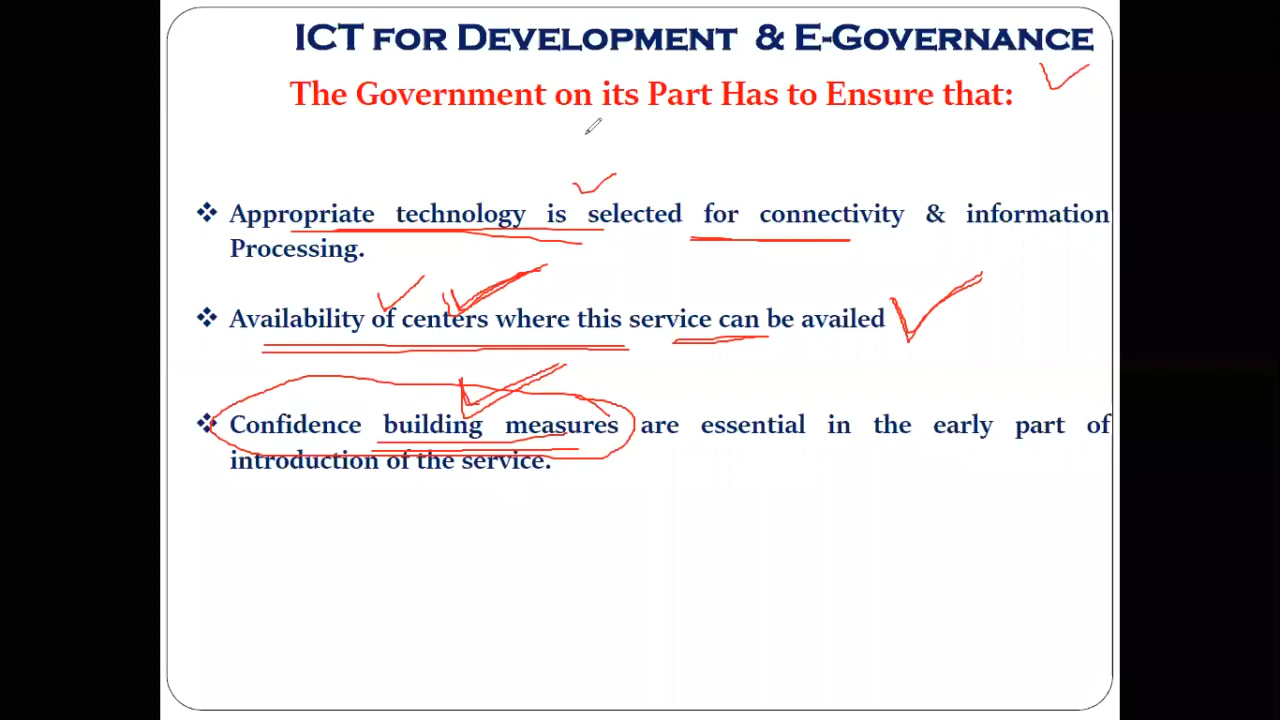 ICT FOR DEVELOPMENT & E-GOVERNANCE
The Government on its Part Has to Ensure that:
❖ Appropriate technology is selected for connectivity & information
Processing.
❖ Availability of centers where this service can be availed
❖ Confidence building measures are essential in the early part of
introduction of the service.